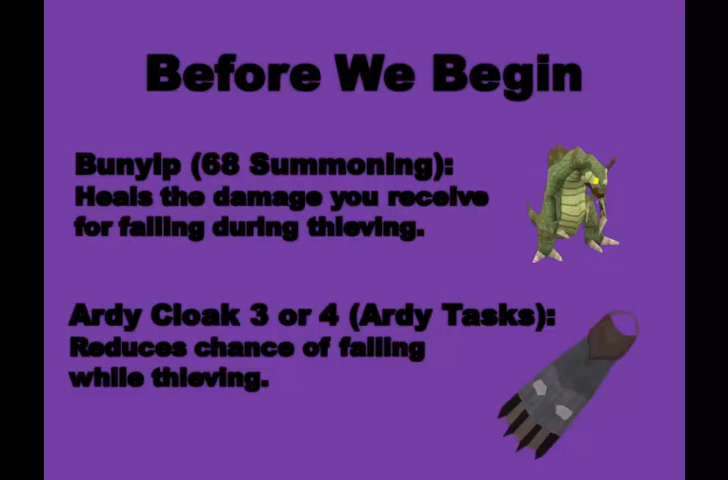 Before We Begin
Bunyip (68 Summoning):
Heals the damage you receive
for failing during thieving.
Ardy Cloak 3 or 4 (Ardy Tasks):
Reduces chance of failing
while thieving.